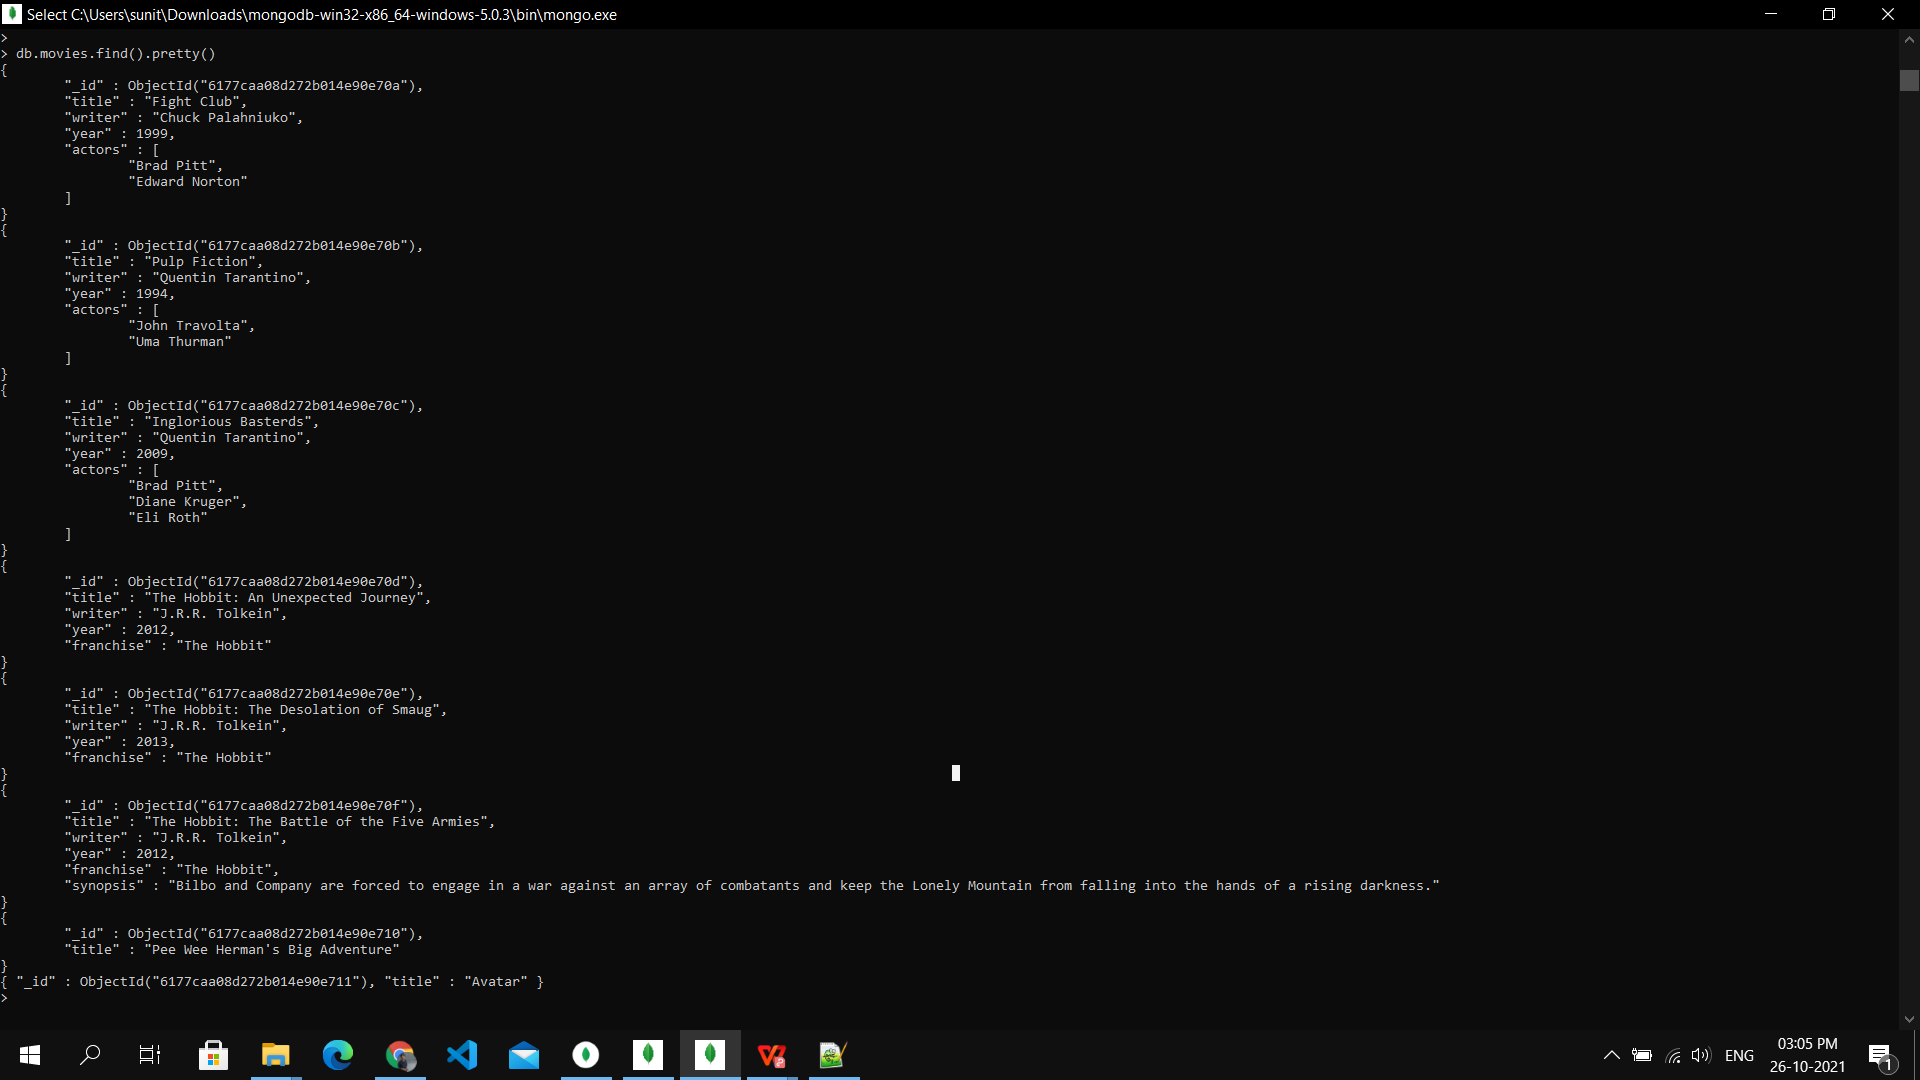 Select C:\Users\sunit\Downloads\mongodb-win32-x86_64-windows-5.0.3\bin\mongo.exe
>
> db.movies.find().pretty()
{
        "_id" : ObjectId("6177caa08d272b014e90e70a"),
        "title" : "Fight Club",
        "writer" : "Chuck Palahniuko",
        "year" : 1999,
        "actors" : [
                "Brad Pitt",
                "Edward Norton"
        ]
}
{
        "_id" : ObjectId("6177caa08d272b014e90e70b"),
        "title" : "Pulp Fiction",
        "writer" : "Quentin Tarantino",
        "year" : 1994,
        "actors" : [
                "John Travolta",
                "Uma Thurman"
        ]
}
{
        "_id" : ObjectId("6177caa08d272b014e90e70c"),
        "title" : "Inglorious Basterds",
        "writer" : "Quentin Tarantino",
        "year" : 2009,
        "actors" : [
                "Brad Pitt",
                "Diane Kruger",
                "Eli Roth"
        ]
}
{
        "_id" : ObjectId("6177caa08d272b014e90e70d"),
        "title" : "The Hobbit: An Unexpected Journey",
        "writer" : "J.R.R. Tolkein",
        "year" : 2012,
        "franchise" : "The Hobbit"
}
{
        "_id" : ObjectId("6177caa08d272b014e90e70e"),
        "title" : "The Hobbit: The Desolation of Smaug",
        "writer" : "J.R.R. Tolkein",
        "year" : 2013,
        "franchise" : "The Hobbit"
}
{
        "_id" : ObjectId("6177caa08d272b014e90e70f"),
        "title" : "The Hobbit: The Battle of the Five Armies",
        "writer" : "J.R.R. Tolkein",
        "year" : 2012,
        "franchise" : "The Hobbit",
        "synopsis" : "Bilbo and Company are forced to engage in a war against an array of combatants and keep the Lonely Mountain from falling into the hands of a rising darkness."
}
{
        "_id" : ObjectId("6177caa08d272b014e90e710"),
        "title" : "Pee Wee Herman's Big Adventure"
}
{ "_id" : ObjectId("6177caa08d272b014e90e711"), "title" : "Avatar" }
>
ENG
03:05 PM
26-10-2021
1